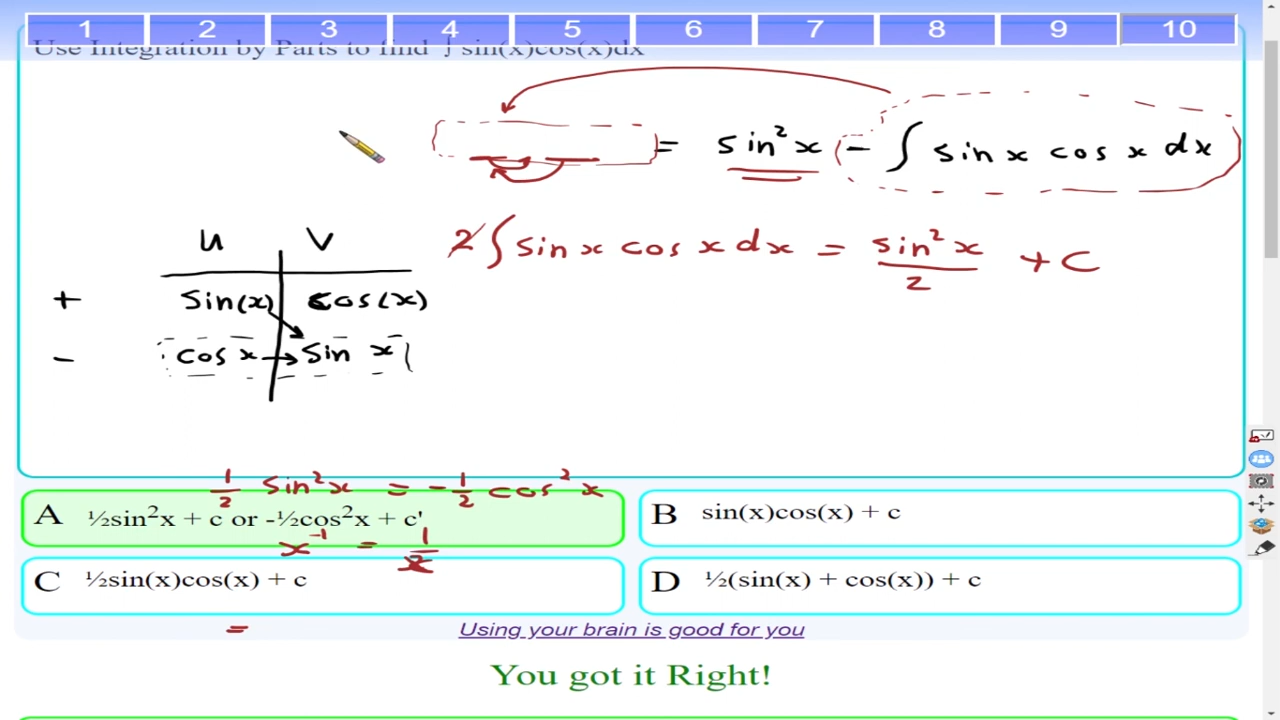 1 2 3 4 5 6 7 8 9 10
Use Integration by Parts to find ∫ sin(x)cos(x)dx
= sin²x - ∫ sin x cos x dx
u v
2∫ sin x cos x dx = sin²x/2 + c
+ sin(x) cos(x)
- cos x → sin x
½ sin²x = -½ cos²x
A ½sin²x + c or -½cos²x + c'
B sin(x)cos(x) + c
x⁻¹ = 1/x
C ½sin(x)cos(x) + c
D ½(sin(x) + cos(x)) + c
=
Using your brain is good for you
You got it Right!